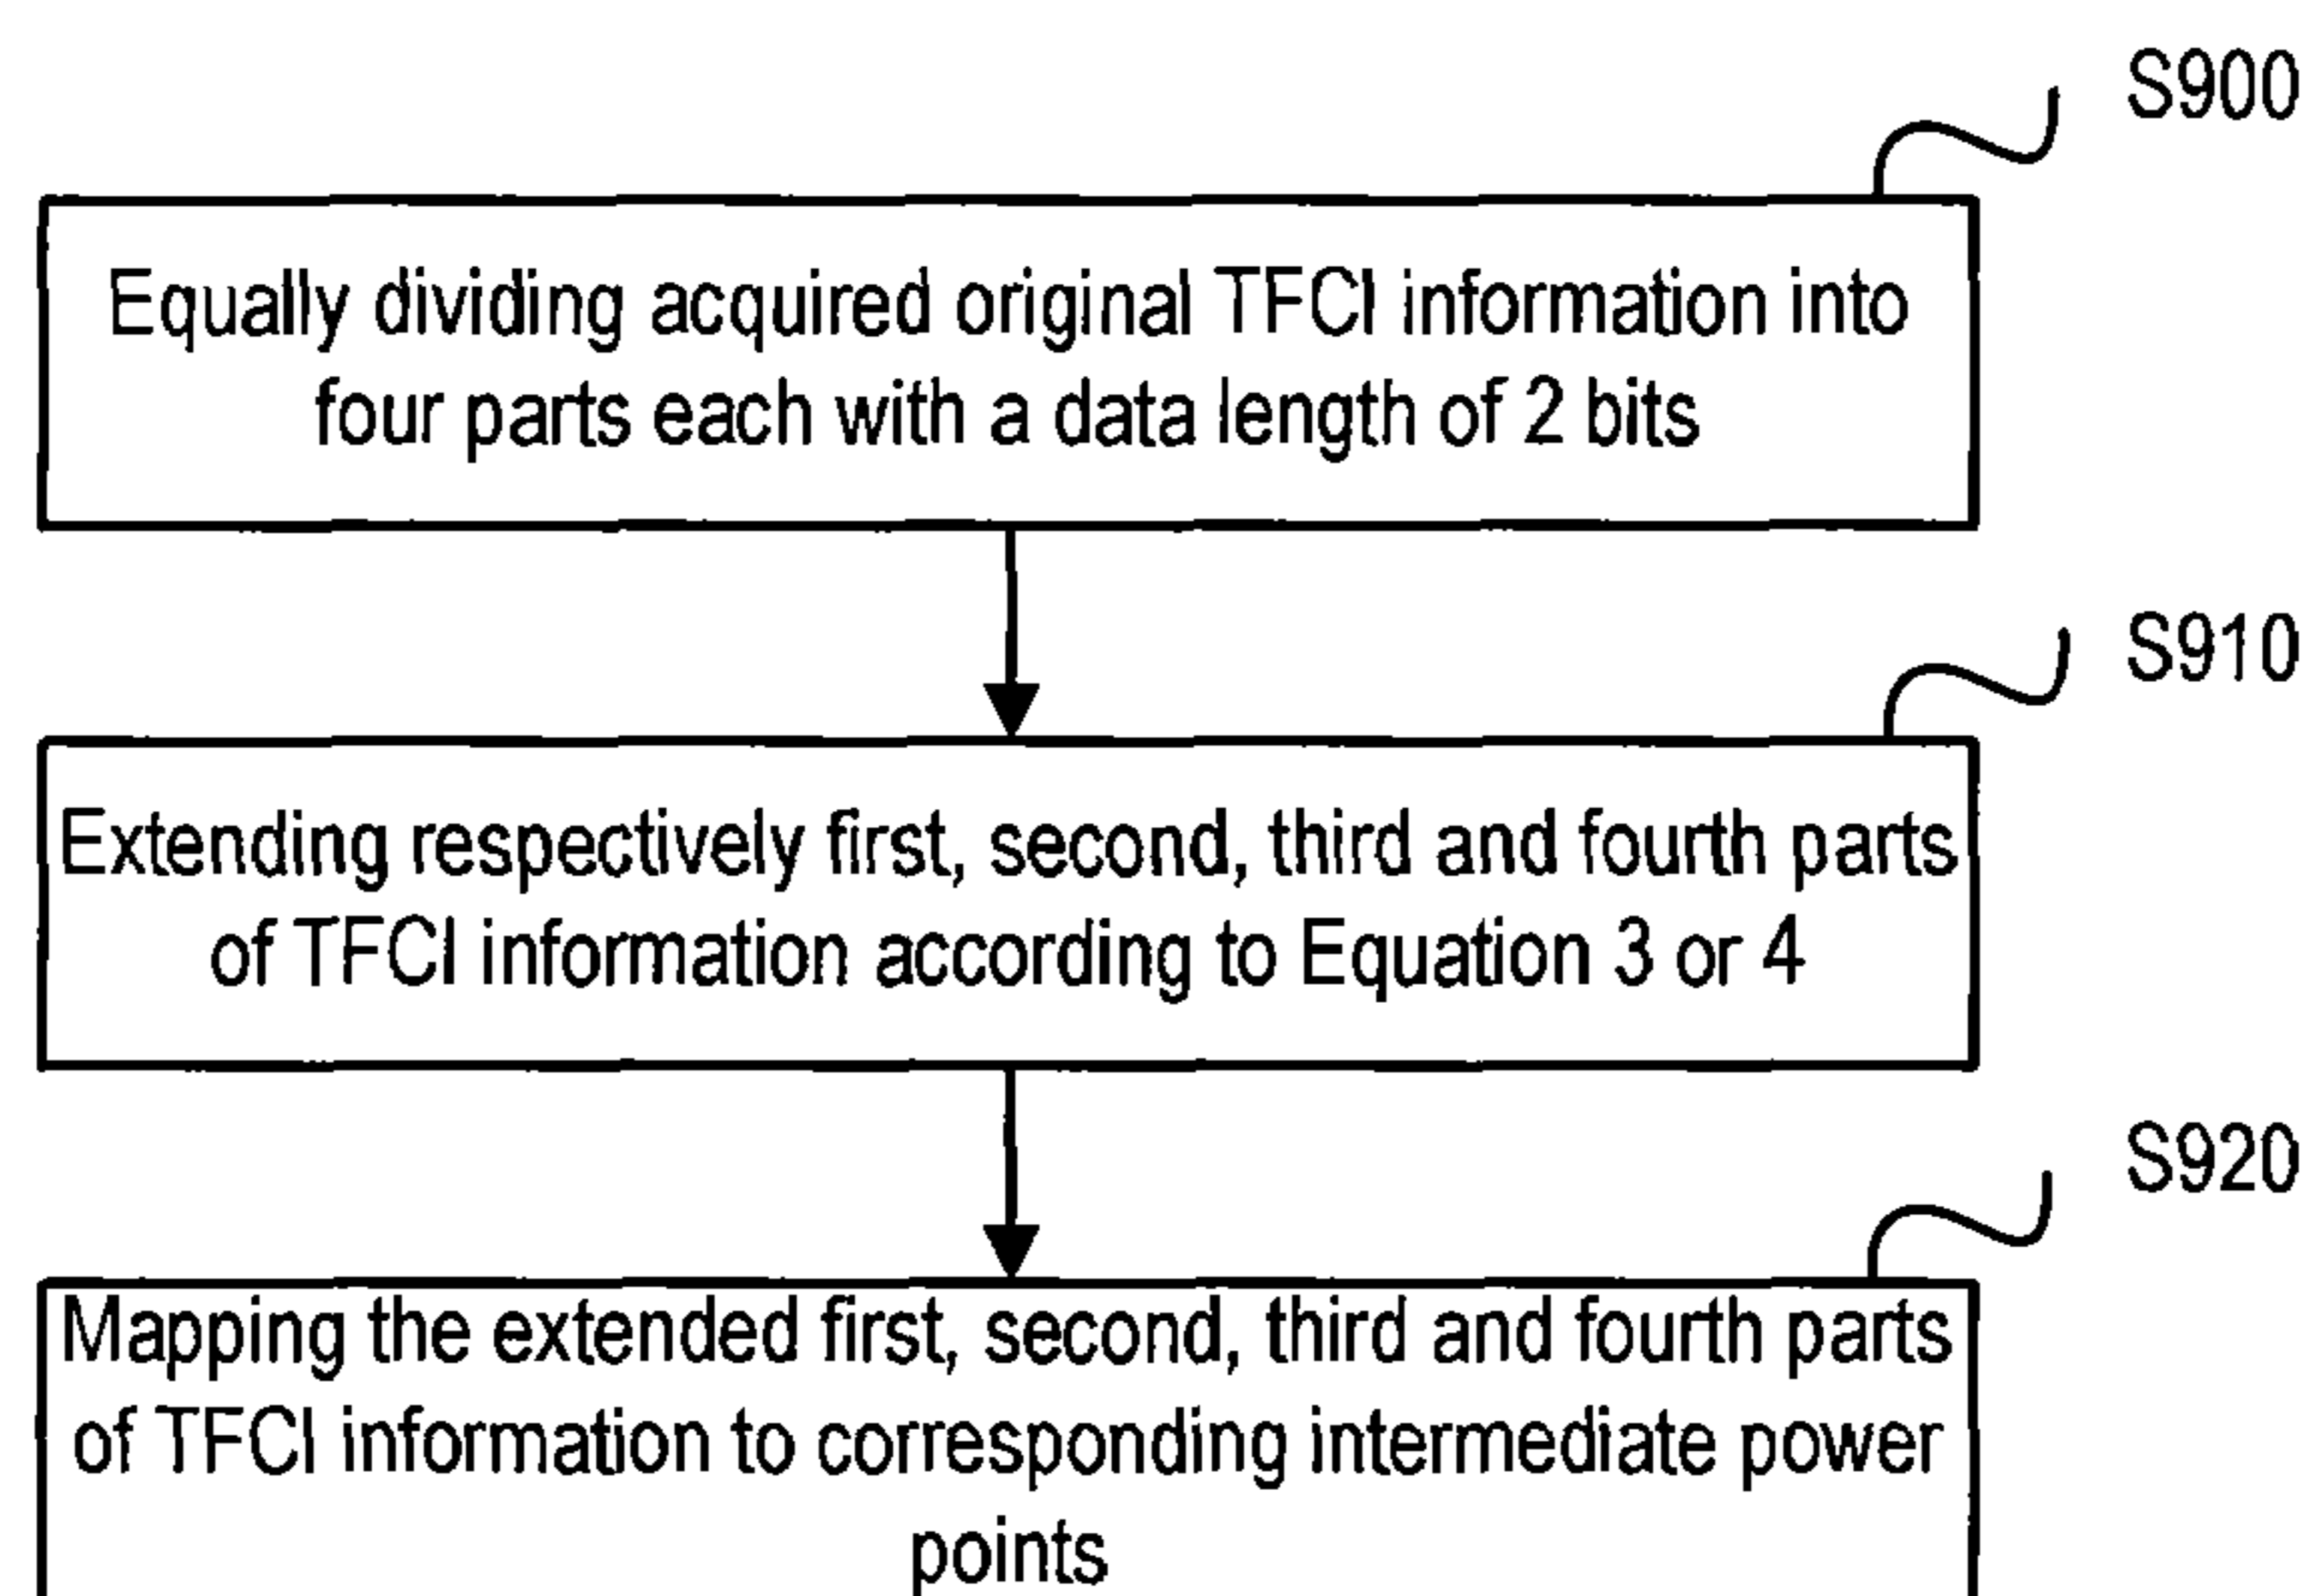 S900
Equally dividing acquired original TFCI information into
four parts each with a data length of 2 bits
S910
Extending respectively first, second, third and fourth parts
of TFCI information according to Equation 3 or 4
S920
Mapping the extended first, second, third and fourth parts
of TFCI information to corresponding intermediate power
points